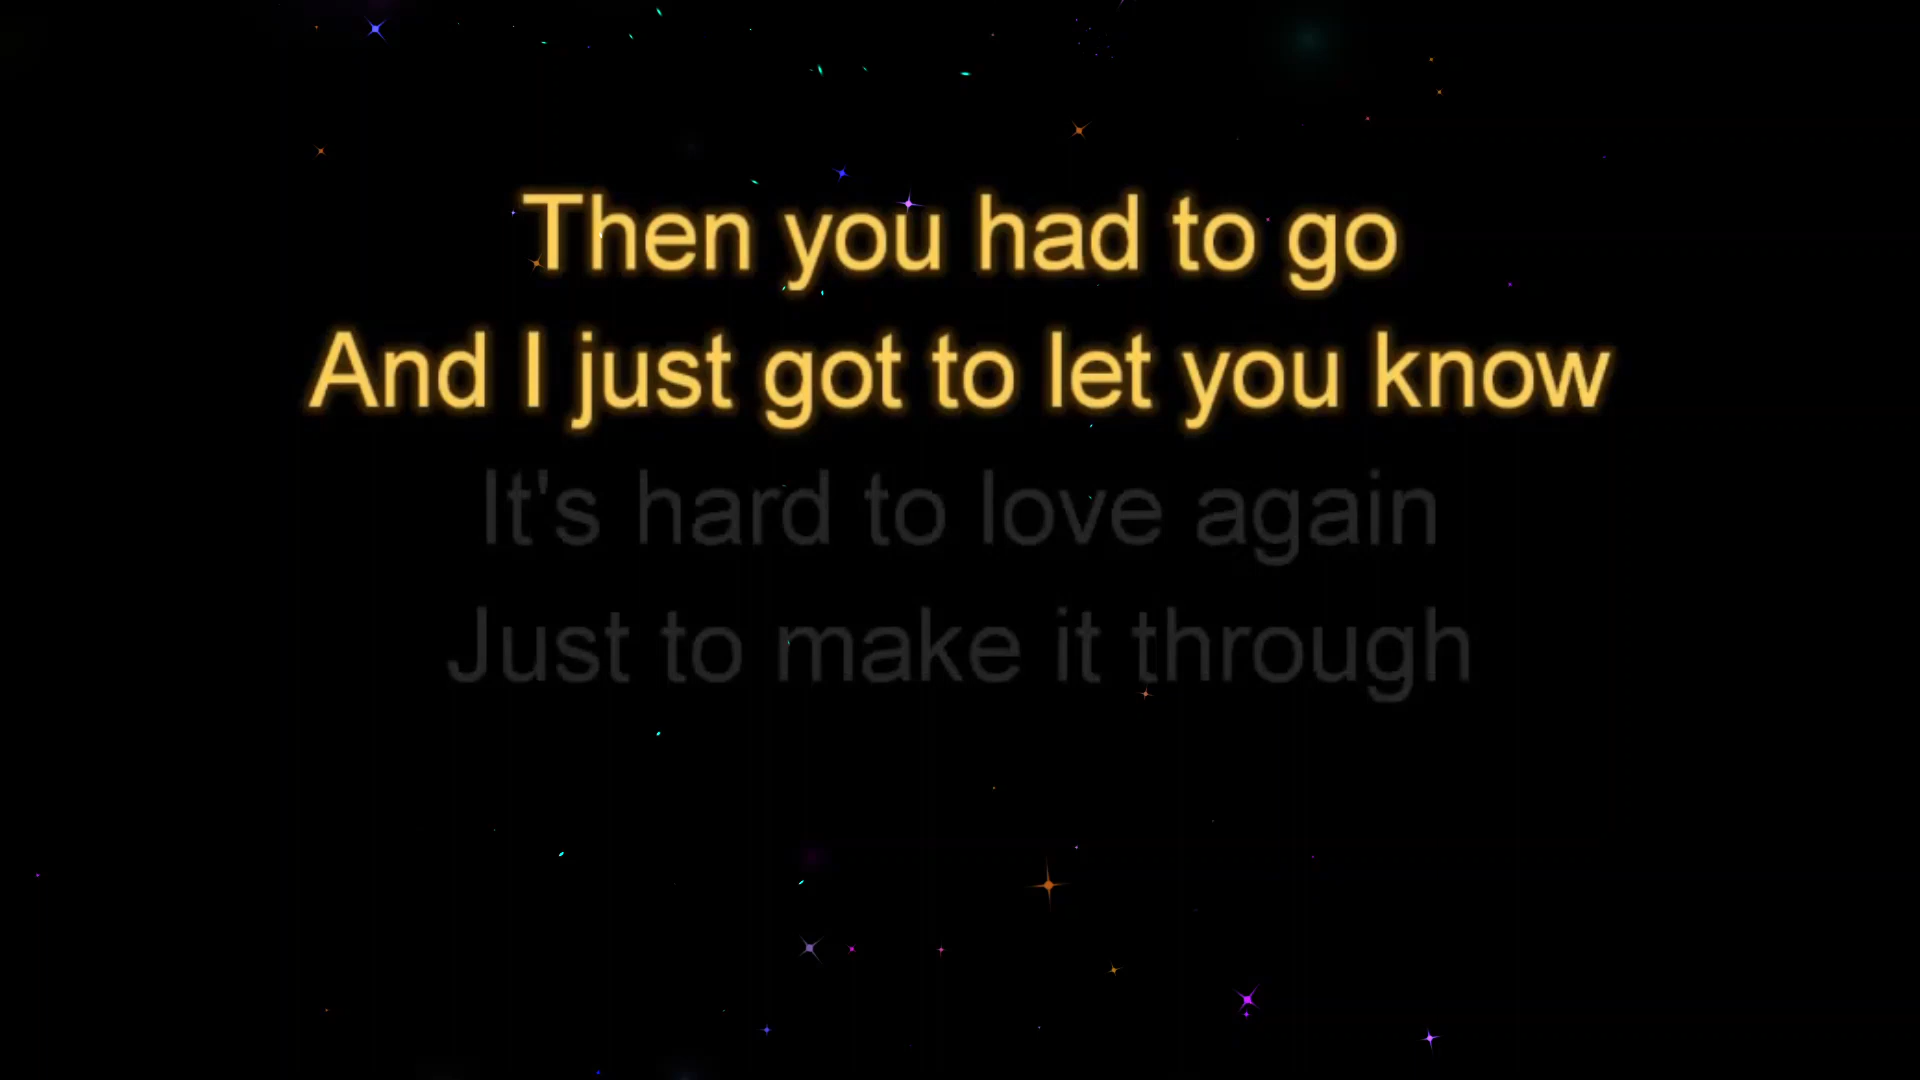 Then you had to go
And I just got to let you know
It's hard to love again
Just to make it through